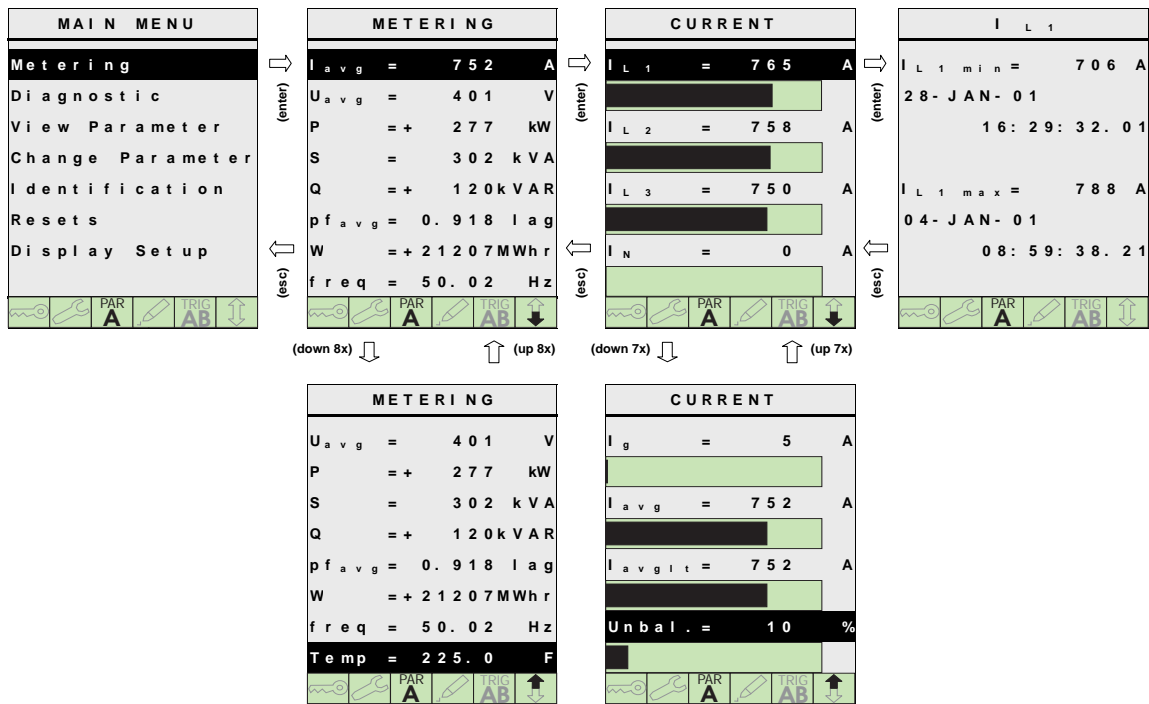 MAIN MENU
Metering
Diagnostic
View Parameter
Change Parameter
Identification
Resets
Display Setup
PAR
A
TRIG
AB
(enter)
(esc)
METERING
Iavg = 752 A
Uavg = 401 V
P =+ 277 kW
S = 302 kVA
Q =+ 120kVAR
pfavg = 0.918 lag
W =+21207MWhr
freq = 50.02 Hz
PAR
A
TRIG
AB
(enter)
(esc)
CURRENT
IL1 = 765 A
IL2 = 758 A
IL3 = 750 A
IN = 0 A
PAR
A
TRIG
AB
(enter)
(esc)
IL1
IL1min= 706 A
28-JAN-01
16:29:32.01
IL1max= 788 A
04-JAN-01
08:59:38.21
PAR
A
TRIG
AB
(down 8x)
(up 8x)
(down 7x)
(up 7x)
METERING
Uavg = 401 V
P =+ 277 kW
S = 302 kVA
Q =+ 120kVAR
pfavg = 0.918 lag
W =+21207MWhr
freq = 50.02 Hz
Temp = 225.0 F
PAR
A
TRIG
AB
CURRENT
Ig = 5 A
Iavg = 752 A
Iavglt = 752 A
Unbal.= 10 %
PAR
A
TRIG
AB